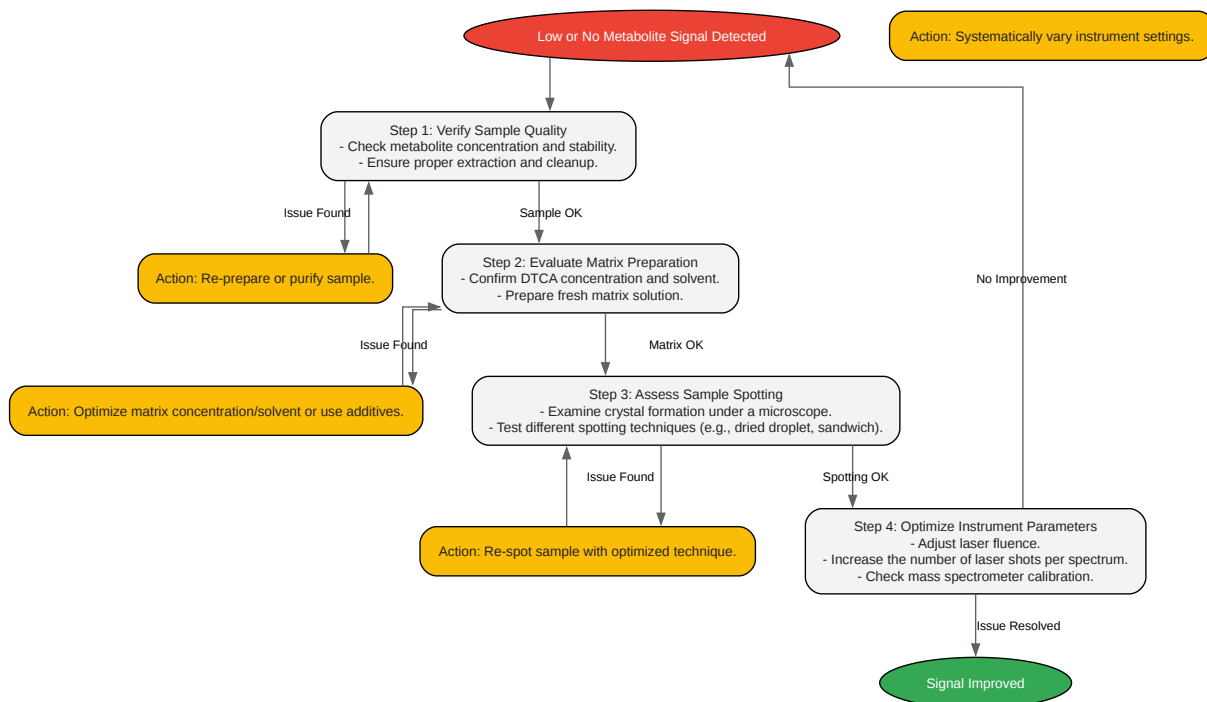 Low or No Metabolite Signal Detected
Action: Systematically vary instrument settings.
Step 1: Verify Sample Quality
- Check metabolite concentration and stability.
- Ensure proper extraction and cleanup.
Issue Found
Sample OK
Action: Re-prepare or purify sample.
Step 2: Evaluate Matrix Preparation
- Confirm DTCA concentration and solvent.
- Prepare fresh matrix solution.
No Improvement
Issue Found
Matrix OK
Action: Optimize matrix concentration/solvent or use additives.
Step 3: Assess Sample Spotting
- Examine crystal formation under a microscope.
- Test different spotting techniques (e.g., dried droplet, sandwich).
Issue Found
Spotting OK
Action: Re-spot sample with optimized technique.
Step 4: Optimize Instrument Parameters
- Adjust laser fluence.
- Increase the number of laser shots per spectrum.
- Check mass spectrometer calibration.
Issue Resolved
Signal Improved